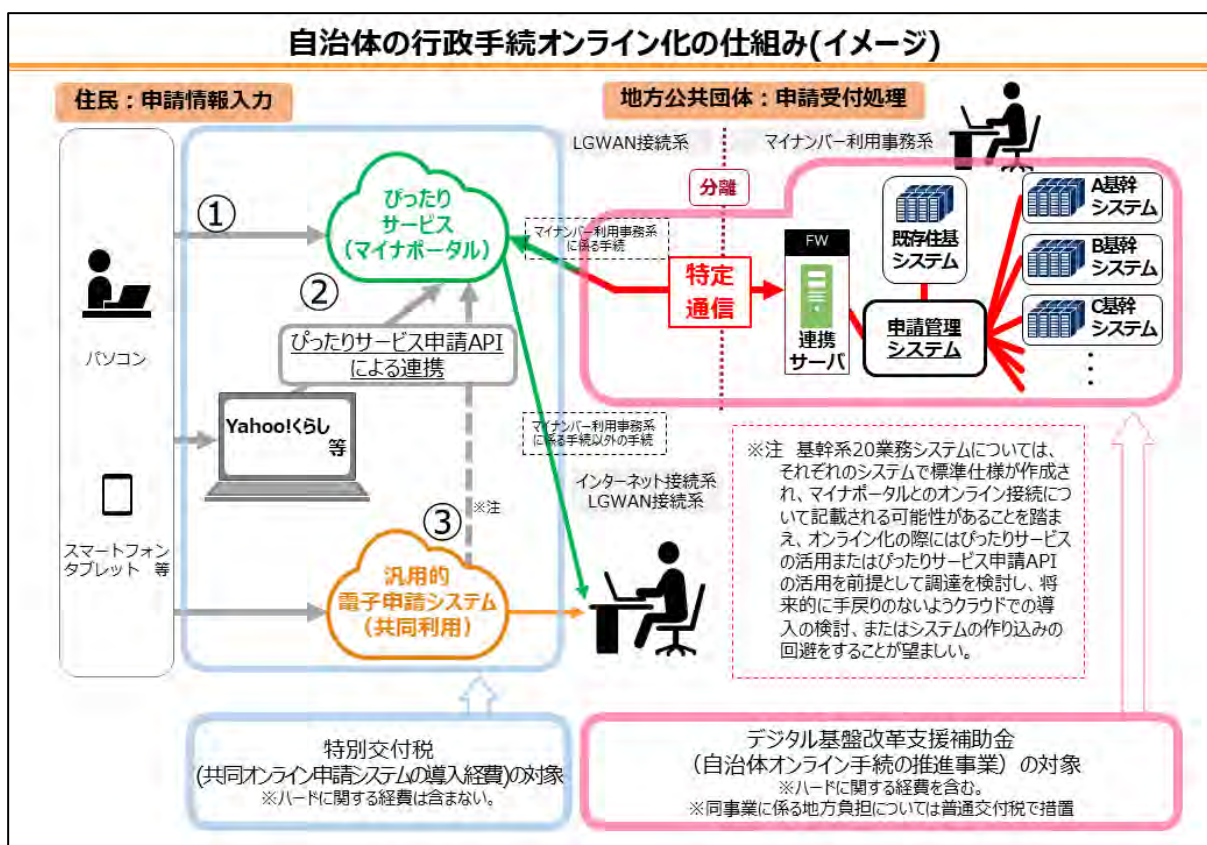 自治体の行政手続オンライン化の仕組み(イメージ)
住民：申請情報入力
地方公共団体：申請受付処理
LGWAN接続系
マイナンバー利用事務系
分離
①
ぴったり
サービス
（マイナポータル）
マイナンバー利用事務系
に係る手続
特定
通信
FW
連携
サーバ
既存住基
システム
申請管理
システム
A基幹
システム
B基幹
システム
C基幹
システム
・
・
・
パソコン
②
ぴったりサービス申請API
による連携
Yahoo!くらし
等
マイナンバー利用事務系
に係る手続以外の手続
インターネット接続系
LGWAN接続系
スマートフォン
タブレット 等
③
※注
汎用的
電子申請システム
（共同利用）
※注 基幹系20業務システムについては、
それぞれのシステムで標準仕様が作成さ
れ、マイナポータルとのオンライン接続につ
いて記載される可能性があることを踏ま
え、オンライン化の際にはぴったりサービス
の活用またはぴったりサービス申請API
の活用を前提として調達を検討し、将
来的に手戻りのないようクラウドでの導
入の検討、またはシステムの作り込みの
回避をすることが望ましい。
特別交付税
(共同オンライン申請システムの導入経費)の対象
※ハードに関する経費は含まない。
デジタル基盤改革支援補助金
（自治体オンライン手続の推進事業）の対象
※ハードに関する経費を含む。
※同事業に係る地方負担については普通交付税で措置